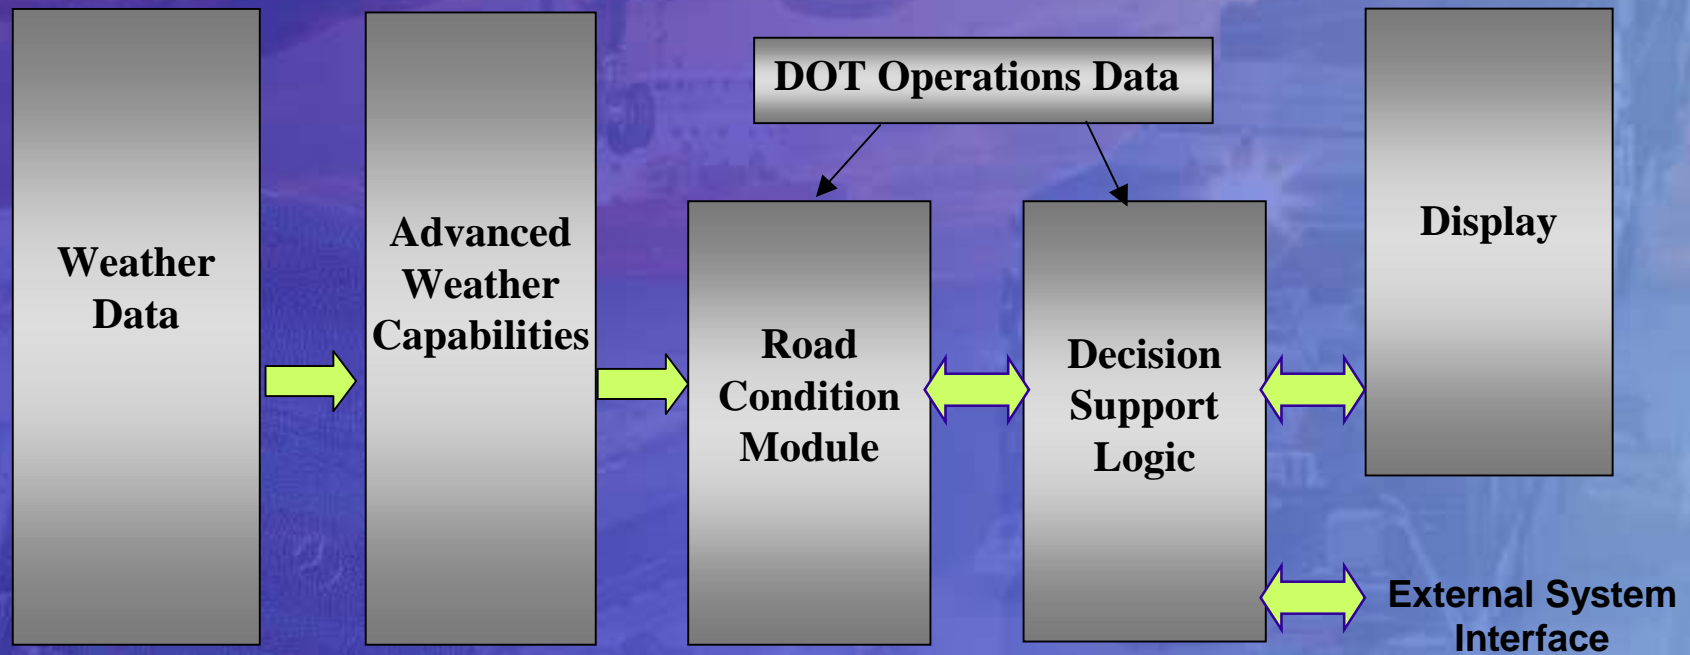 Weather
Data
Advanced
Weather
Capabilities
DOT Operations Data
Road
Condition
Module
Decision
Support
Logic
Display
External System
Interface